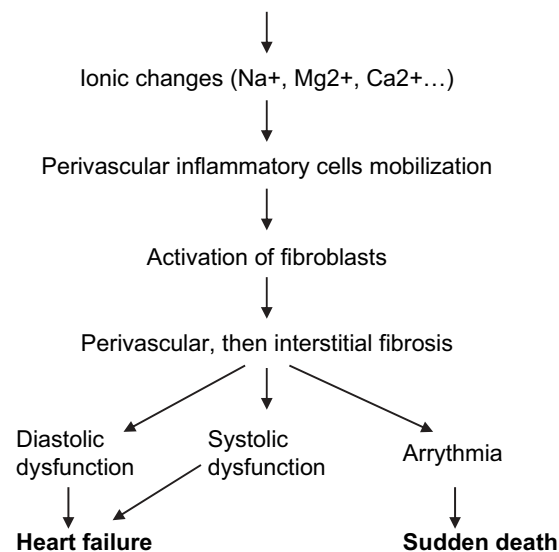 Ionic changes (Na+, Mg2+, Ca2+…)
Perivascular inflammatory cells mobilization
Activation of fibroblasts
Perivascular, then interstitial fibrosis
Diastolic
dysfunction
Systolic
dysfunction
Arrythmia
Heart failure
Sudden death